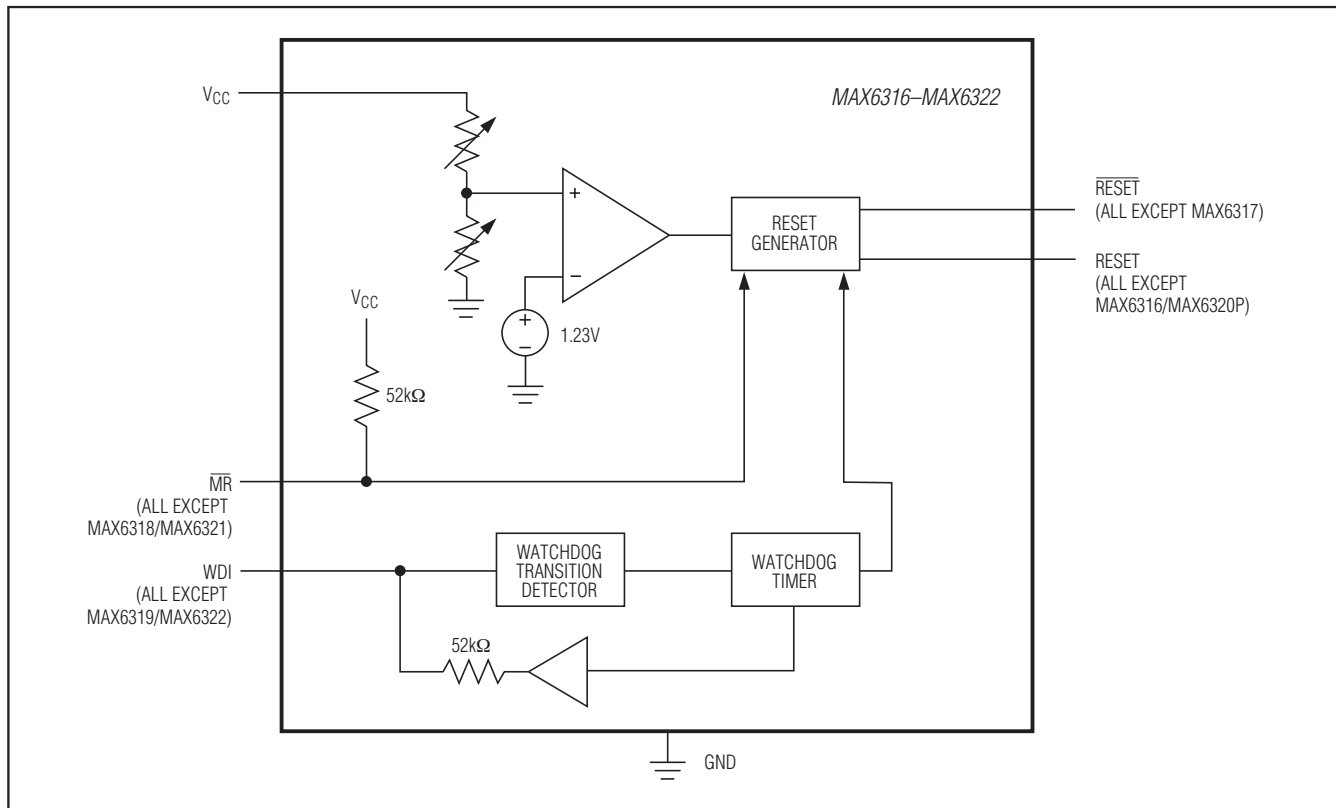 VCC
MAX6316–MAX6322
RESET
(ALL EXCEPT MAX6317)
RESET
GENERATOR
RESET
(ALL EXCEPT
MAX6316/MAX6320P)
+
−
+
−
1.23V
VCC
52kΩ
MR
(ALL EXCEPT
MAX6318/MAX6321)
WDI
(ALL EXCEPT
MAX6319/MAX6322)
WATCHDOG
TRANSITION
DETECTOR
WATCHDOG
TIMER
52kΩ
GND